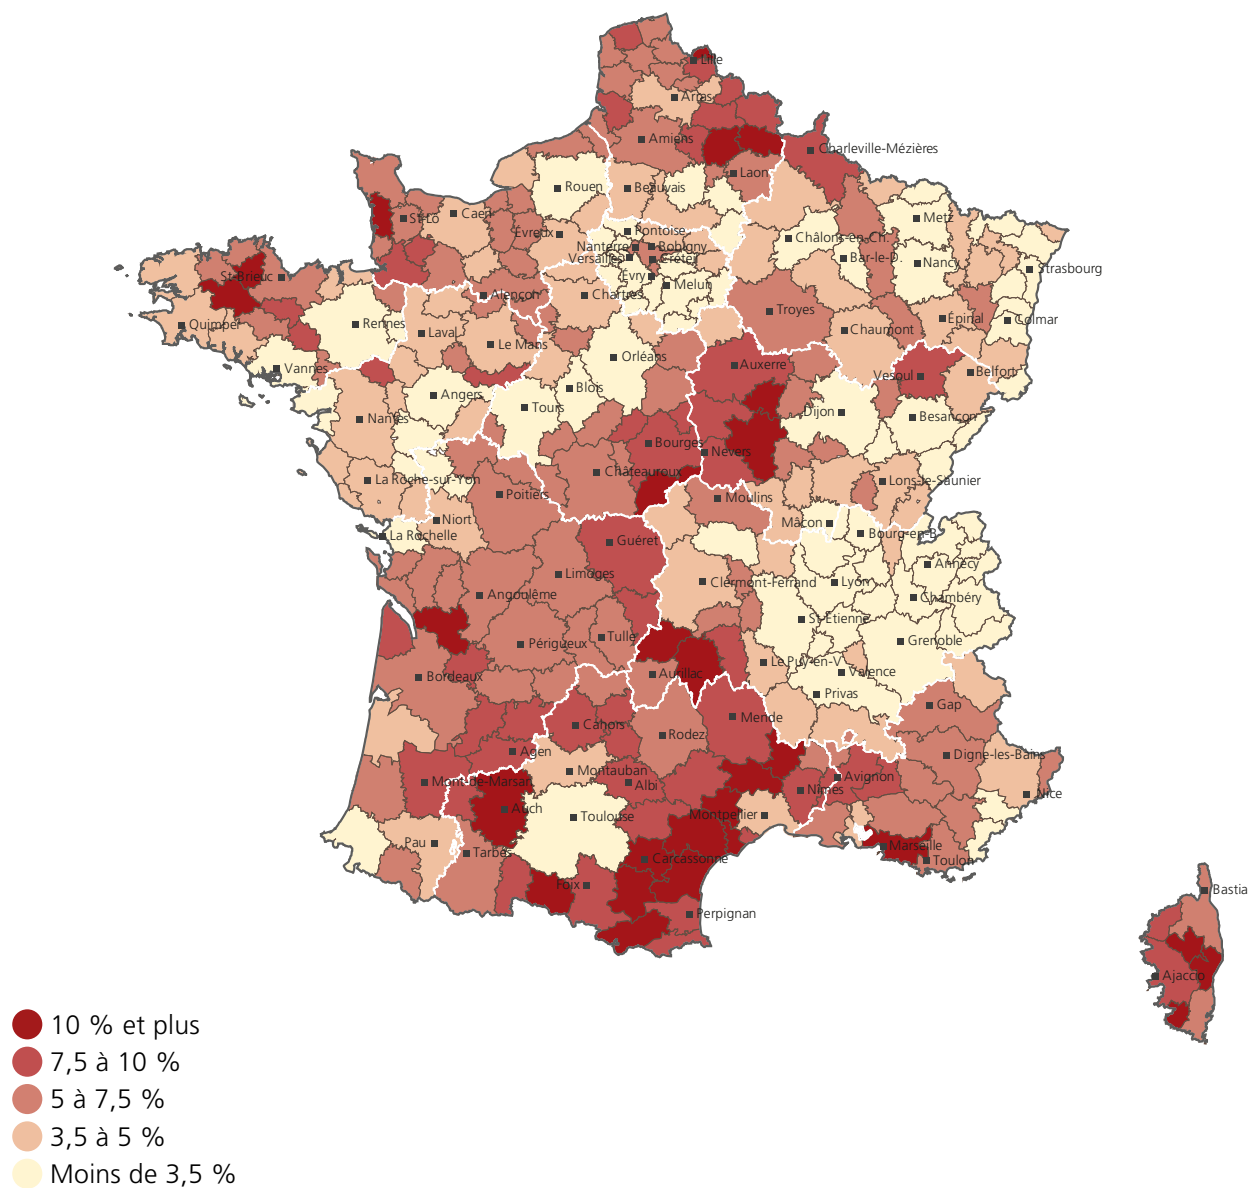 Lille
Arras
Amiens
Charleville-Mézières
Laon
Rouen
Beauvais
St-Lô
Caen
Metz
Évreux
Pontoise
Châlons-en-Ch.
Nanterre
Bobigny
Versailles
Créteil
Bar-le-D.
Nancy
Strasbourg
St-Brieuc
Évry
Melun
Alençon
Chartres
Troyes
Quimper
Rennes
Laval
Le Mans
Chaumont
Épinal
Colmar
Orléans
Vannes
Auxerre
Vesoul
Belfort
Blois
Angers
Tours
Dijon
Besançon
Nantes
Bourges
Nevers
La Roche-sur-Yon
Châteauroux
Lons-le-Saunier
Poitiers
Moulins
Niort
Mâcon
La Rochelle
Bourg-en-B.
Guéret
Annecy
Limoges
Clermont-Ferrand
Lyon
Angoulême
Chambéry
St-Etienne
Périgueux
Tulle
Grenoble
Le Puy-en-V.
Bordeaux
Aurillac
Valence
Privas
Gap
Cahors
Mende
Rodez
Agen
Digne-les-Bains
Montauban
Mont-de-Marsan
Albi
Avignon
Nîmes
Nice
Auch
Toulouse
Montpellier
Pau
Tarbes
Marseille
Carcassonne
Toulon
Foix
Bastia
Perpignan
Ajaccio
10 % et plus
7,5 à 10 %
5 à 7,5 %
3,5 à 5 %
Moins de 3,5 %